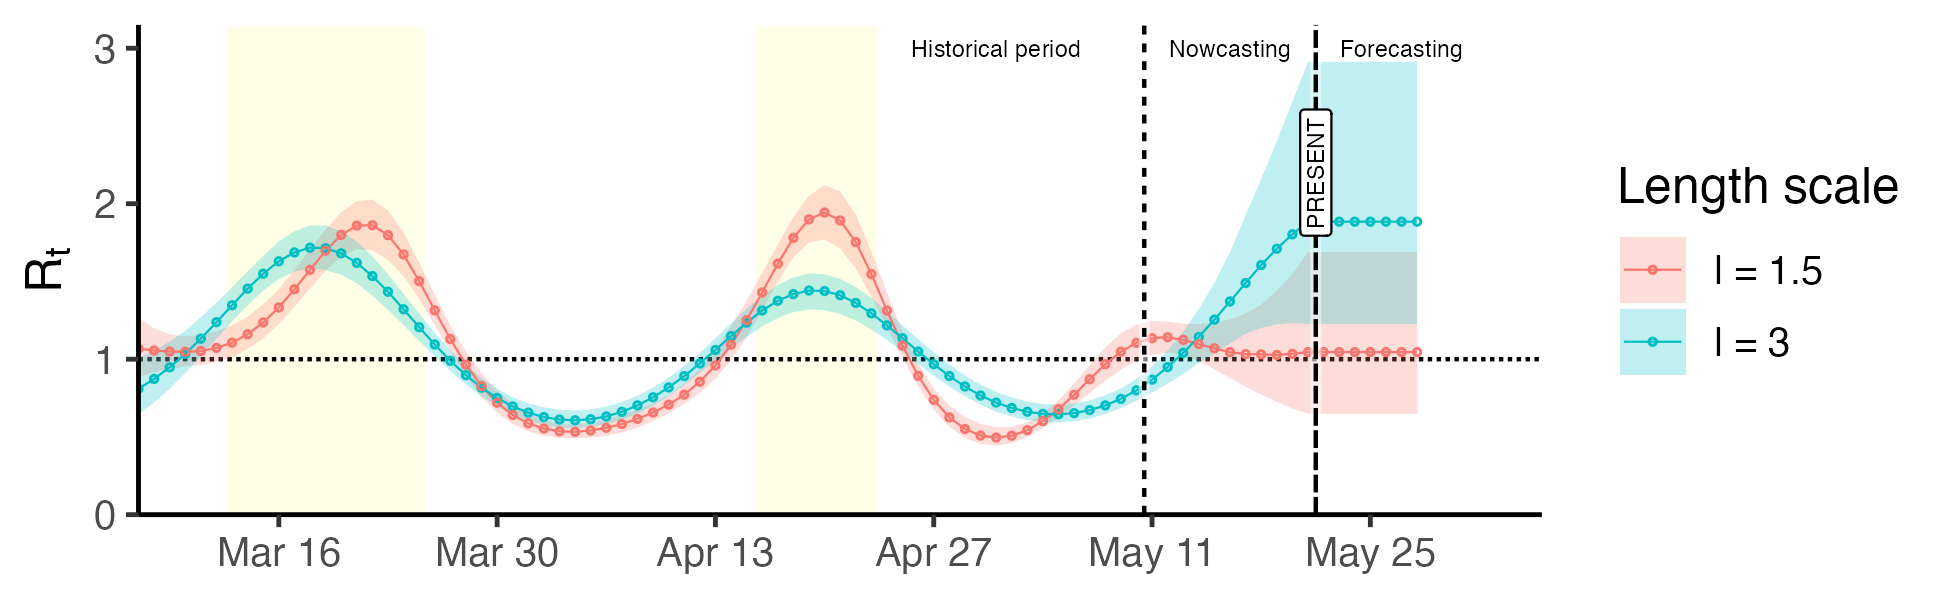 3
2
1
0
Rt
Historical period
Nowcasting
Forecasting
PRESENT
Mar 16
Mar 30
Apr 13
Apr 27
May 11
May 25
Length scale
l = 1.5
l = 3